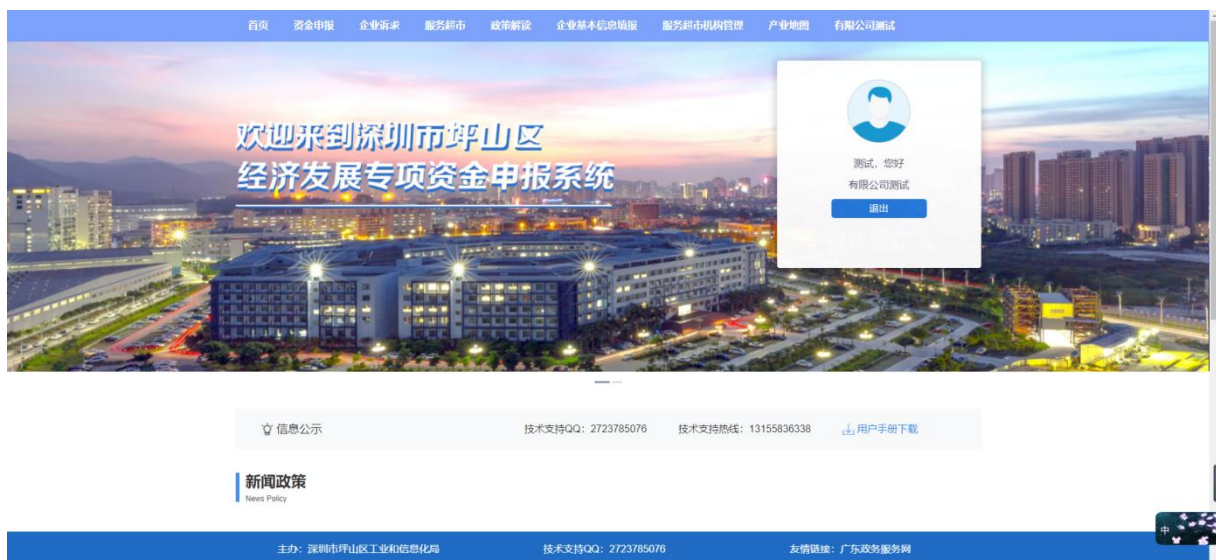 首页 资金申报 企业诉求 服务超市 政策解读 企业基本信息填报 服务超市机构管理 产业地图 有限公司测试
欢迎来到深圳市坪山区
经济发展专项资金申报系统
测试，您好
有限公司测试
退出
信息公示 技术支持QQ：2723785076 技术支持热线：13155836338 用户手册下载
新闻政策
News Policy
中
主办：深圳市坪山区工业和信息化局 技术支持QQ：2723785076 友情链接：广东政务服务网